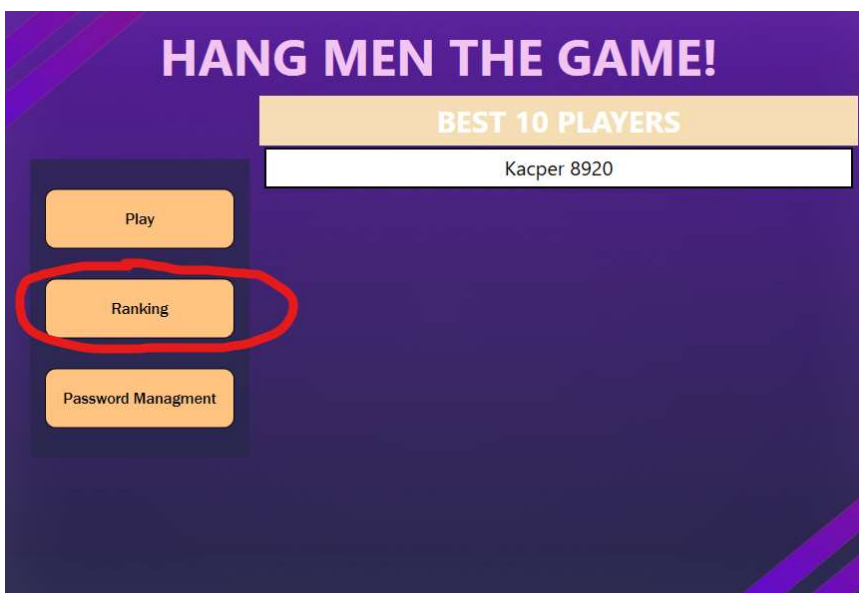 HANG MEN THE GAME!
BEST 10 PLAYERS
Kacper 8920
Play
Ranking
Password Managment